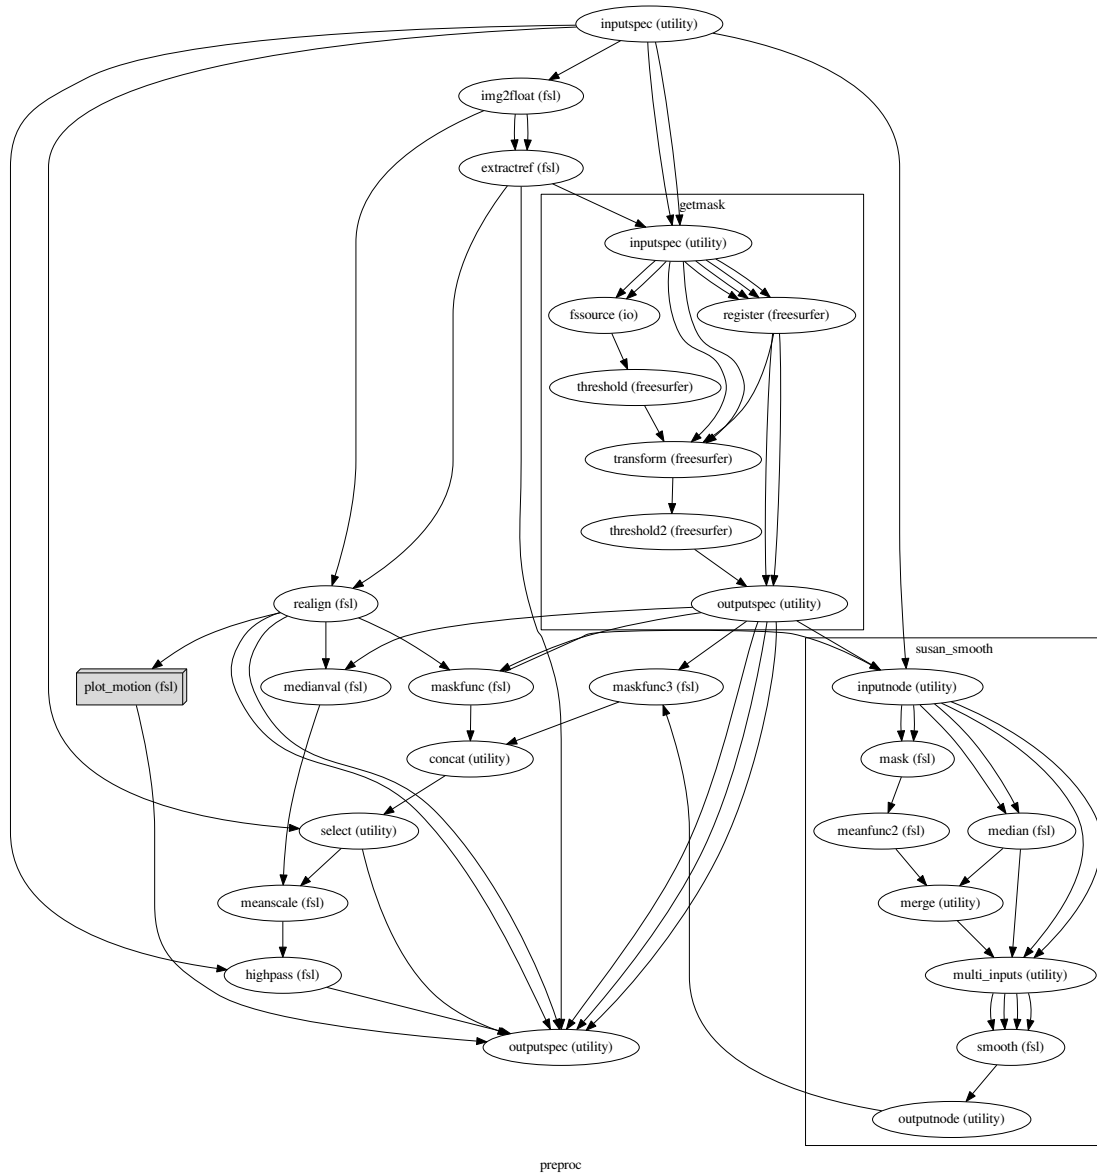 inputspec (utility)
img2float (fsl)
extractref (fsl)
getmask
inputspec (utility)
fssource (io)
register (freesurfer)
threshold (freesurfer)
transform (freesurfer)
threshold2 (freesurfer)
realign (fsl)
outputspec (utility)
susan_smooth
plot_motion (fsl)
medianval (fsl)
maskfunc (fsl)
maskfunc3 (fsl)
inputnode (utility)
concat (utility)
mask (fsl)
select (utility)
meanfunc2 (fsl)
median (fsl)
meanscale (fsl)
merge (utility)
highpass (fsl)
multi_inputs (utility)
outputspec (utility)
smooth (fsl)
outputnode (utility)
preproc